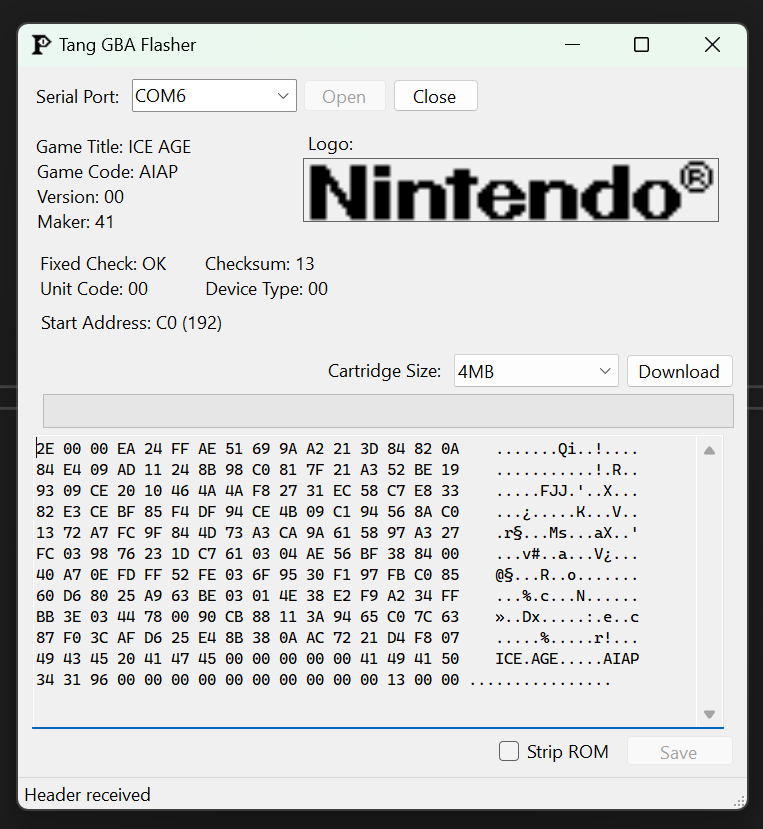 Tang GBA Flasher
Serial Port: COM6 Open Close
Game Title: ICE AGE
Game Code: AIAP
Version: 00
Maker: 41
Logo:
Nintendo®
Fixed Check: OK Checksum: 13
Unit Code: 00 Device Type: 00
Start Address: C0 (192)
Cartridge Size: 4MB Download
2E 00 00 EA 24 FF AE 51 69 9A A2 21 3D 84 82 0A .......Qi..!....
84 E4 09 AD 11 24 8B 98 C0 81 7F 21 A3 52 BE 19 ...........!.R..
93 09 CE 20 10 46 4A 4A F8 27 31 EC 58 C7 E8 33 .....FJJ.'..X...
82 E3 CE BF 85 F4 DF 94 CE 4B 09 C1 94 56 8A C0 ...¿.....K...V..
13 72 A7 FC 9F 84 4D 73 A3 CA 9A 61 58 97 A3 27 .r§...Ms...aX..'
FC 03 98 76 23 1D C7 61 03 04 AE 56 BF 38 84 00 ...v#..a...V¿...
40 A7 0E FD FF 52 FE 03 6F 95 30 F1 97 FB C0 85 @§...R..o.......
60 D6 80 25 A9 63 BE 03 01 4E 38 E2 F9 A2 34 FF ...%.c...N......
BB 3E 03 44 78 00 90 CB 88 11 3A 94 65 C0 7C 63 »..Dx.....:.e..c
87 F0 3C AF D6 25 E4 8B 38 0A AC 72 21 D4 F8 07 .....%.....r!...
49 43 45 20 41 47 45 00 00 00 00 00 41 49 41 50 ICE.AGE.....AIAP
34 31 96 00 00 00 00 00 00 00 00 00 00 13 00 00 ................
Strip ROM Save
Header received